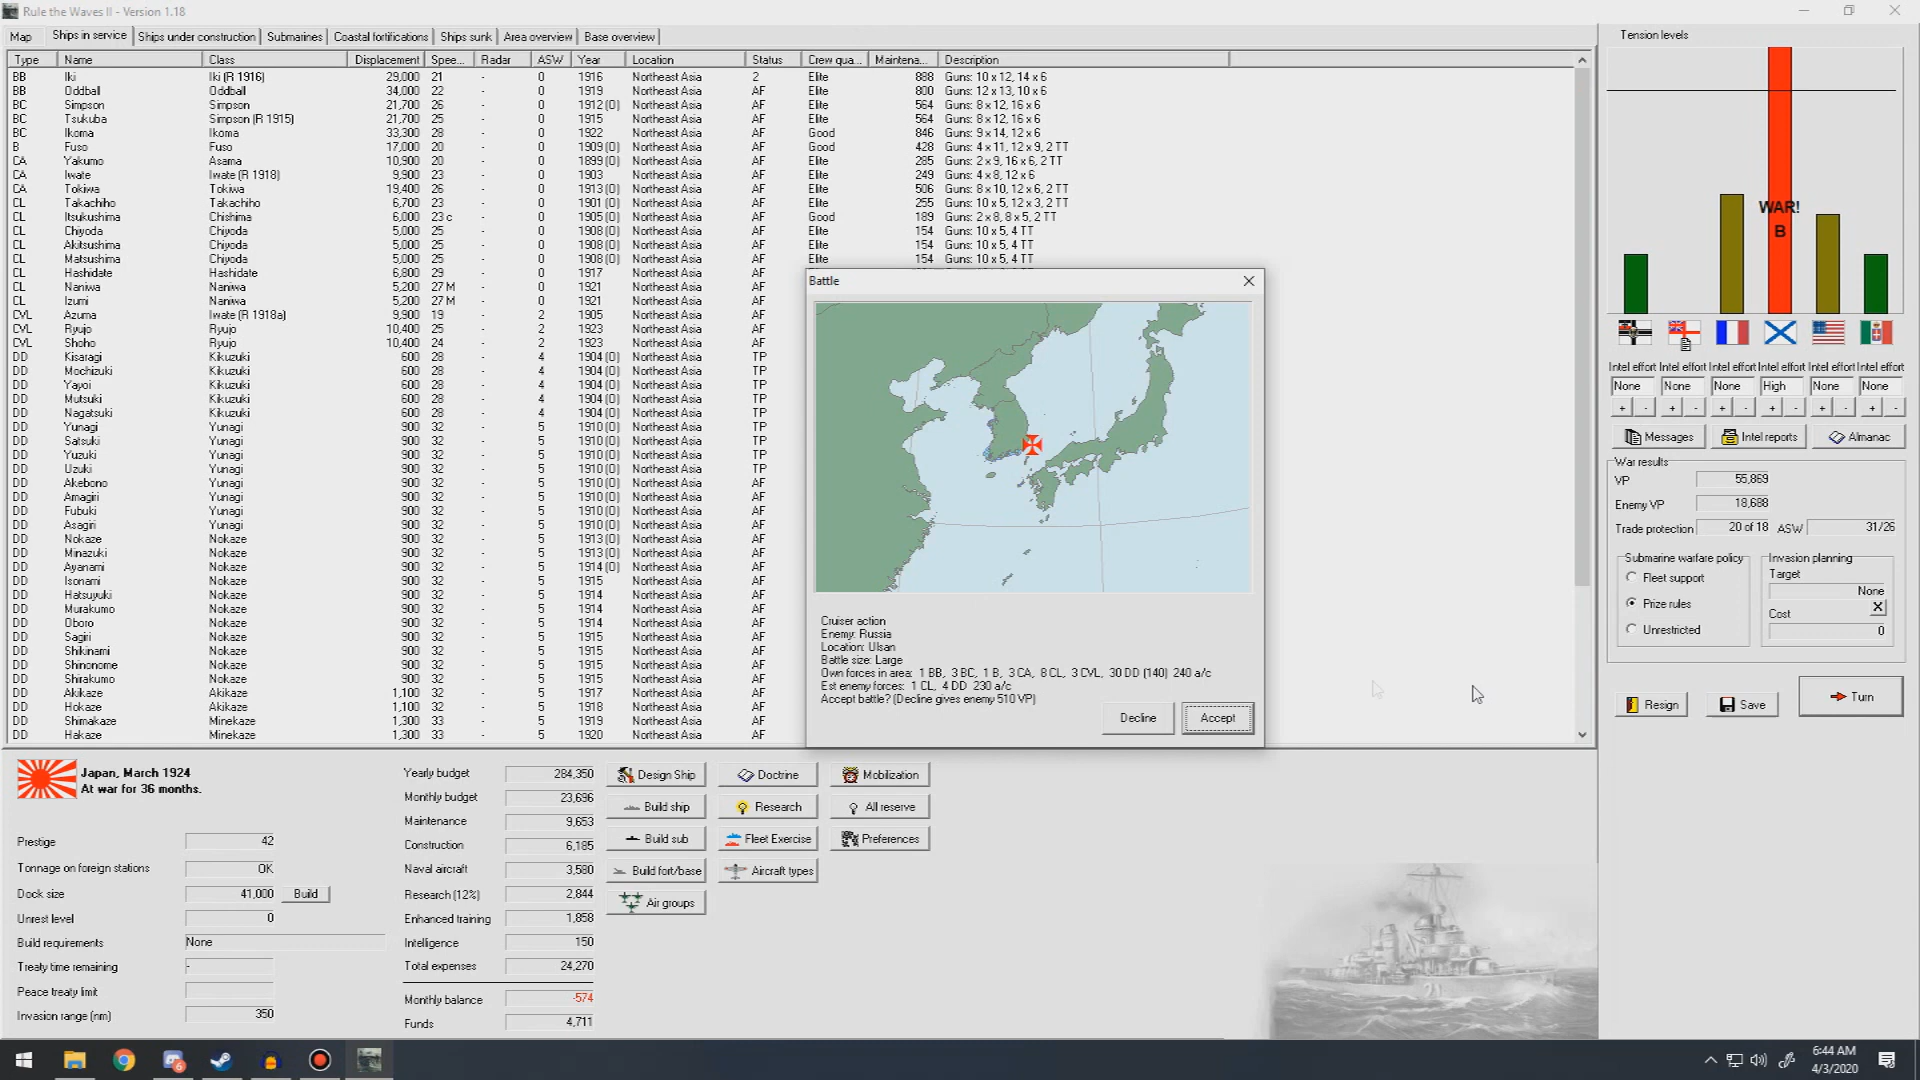 Rule the Waves II - Version 1.18
Map Ships in service Ships under construction Submarines Coastal fortifications Ships sunk Area overview Base overview
Type Name Class Displacement Spee... Radar ASW Year Location Status Crew qua... Maintena... Description
BB Iki Iki (R 1916) 29,000 21 - 0 1916 Northeast Asia 2 Elite 888 Guns: 10 x 12, 14 x 6
BB Oddball Oddball 34,000 22 - 0 1919 Northeast Asia AF Elite 800 Guns: 12 x 13, 10 x 6
BC Simpson Simpson 21,700 26 - 0 1912(O) Northeast Asia AF Elite 564 Guns: 8 x 12, 16 x 6
BC Tsukuba Simpson (R 1915) 21,700 25 - 0 1915 Northeast Asia AF Elite 564 Guns: 8 x 12, 16 x 6
BC Ikoma Ikoma 33,300 28 - 0 1922 Northeast Asia AF Good 846 Guns: 9 x 14, 12 x 6
B Fuso Fuso 17,000 20 - 0 1909(O) Northeast Asia AF Good 428 Guns: 4 x 11, 12 x 9, 2 TT
CA Yakumo Asama 10,900 20 - 0 1899(O) Northeast Asia AF Elite 285 Guns: 2 x 9, 16 x 6, 2 TT
CA Iwate Iwate (R 1918) 9,900 23 - 0 1903 Northeast Asia AF Elite 249 Guns: 4 x 8, 12 x 6
CA Tokiwa Tokiwa 19,400 26 - 0 1913(O) Northeast Asia AF Elite 506 Guns: 8 x 10, 12 x 6, 2 TT
CL Takachiho Takachiho 6,700 23 - 0 1901(O) Northeast Asia AF Elite 255 Guns: 10 x 5, 12 x 3, 2 TT
CL Itsukushima Chishima 6,000 23 c - 0 1905(O) Northeast Asia AF Good 189 Guns: 2 x 8, 8 x 5, 2 TT
CL Chiyoda Chiyoda 5,000 25 - 0 1908(O) Northeast Asia AF Elite 154 Guns: 10 x 5, 4 TT
CL Akitsushima Chiyoda 5,000 25 - 0 1908(O) Northeast Asia AF Elite 154 Guns: 10 x 5, 4 TT
CL Matsushima Chiyoda 5,000 25 - 0 1908(O) Northeast Asia AF Elite 154 Guns: 10 x 5, 4 TT
CL Hashidate Hashidate 6,800 29 - 0 1917 Northeast Asia AF
CL Naniwa Naniwa 5,200 27 M - 0 1921 Northeast Asia AF
CL Izumi Naniwa 5,200 27 M - 0 1921 Northeast Asia AF
CVL Azuma Iwate (R 1918a) 9,900 19 - 2 1905 Northeast Asia AF
CVL Ryujo Ryujo 10,400 25 - 2 1923 Northeast Asia AF
CVL Shoho Ryujo 10,400 24 - 2 1923 Northeast Asia AF
DD Kisaragi Kikuzuki 600 28 - 4 1904(O) Northeast Asia TP
DD Mochizuki Kikuzuki 600 28 - 4 1904(O) Northeast Asia TP
DD Yayoi Kikuzuki 600 28 - 4 1904(O) Northeast Asia TP
DD Mutsuki Kikuzuki 600 28 - 4 1904(O) Northeast Asia TP
DD Nagatsuki Kikuzuki 600 28 - 4 1904(O) Northeast Asia TP
DD Yunagi Yunagi 900 32 - 5 1910(O) Northeast Asia TP
DD Satsuki Yunagi 900 32 - 5 1910(O) Northeast Asia TP
DD Yuzuki Yunagi 900 32 - 5 1910(O) Northeast Asia TP
DD Uzuki Yunagi 900 32 - 5 1910(O) Northeast Asia TP
DD Akebono Yunagi 900 32 - 5 1910(O) Northeast Asia AF
DD Amagiri Yunagi 900 32 - 5 1910(O) Northeast Asia AF
DD Fubuki Yunagi 900 32 - 5 1910(O) Northeast Asia AF
DD Asagiri Yunagi 900 32 - 5 1910(O) Northeast Asia AF
DD Nokaze Nokaze 900 32 - 5 1913(O) Northeast Asia AF
DD Minazuki Nokaze 900 32 - 5 1913(O) Northeast Asia AF
DD Ayanami Nokaze 900 32 - 5 1914(O) Northeast Asia AF
DD Isonami Nokaze 900 32 - 5 1915 Northeast Asia AF
DD Hatsuyuki Nokaze 900 32 - 5 1914 Northeast Asia AF
DD Murakumo Nokaze 900 32 - 5 1914 Northeast Asia AF
DD Oboro Nokaze 900 32 - 5 1914 Northeast Asia AF
DD Sagiri Nokaze 900 32 - 5 1915 Northeast Asia AF
DD Shikinami Nokaze 900 32 - 5 1915 Northeast Asia AF
DD Shinonome Nokaze 900 32 - 5 1915 Northeast Asia AF
DD Shirakumo Nokaze 900 32 - 5 1915 Northeast Asia AF
DD Akikaze Akikaze 1,100 32 - 5 1917 Northeast Asia AF
DD Hokaze Akikaze 1,100 32 - 5 1918 Northeast Asia AF
DD Shimakaze Minekaze 1,300 33 - 5 1919 Northeast Asia AF
DD Hakaze Minekaze 1,300 33 - 5 1920 Northeast Asia AF
Battle
Cruiser action
Enemy: Russia
Location: Ulsan
Battle size: Large
Own forces in area: 1 BB, 3 BC, 1 B, 3 CA, 8 CL, 3 CVL, 30 DD (140) 240 a/c
Est enemy forces: 1 CL, 4 DD 230 a/c
Accept battle? (Decline gives enemy 510 VP)
Decline Accept
Tension levels
WAR!
B
Intel effort Intel effort Intel effort Intel effort Intel effort Intel effort
None None None High None None
+ - + - + - + - + - + -
Messages Intel reports Almanac
War results
VP 55,869
Enemy VP 18,688
Trade protection 20 of 18 ASW 31/26
Submarine warfare policy
Fleet support
Prize rules
Unrestricted
Invasion planning
Target
None
Cost X
0
Resign Save Turn
Japan, March 1924
At war for 36 months.
Prestige 42
Tonnage on foreign stations OK
Dock size 41,000 Build
Unrest level 0
Build requirements None
Treaty time remaining -
Peace treaty limit
Invasion range (nm) 350
Yearly budget 284,350
Monthly budget 23,696
Maintenance 9,653
Construction 6,185
Naval aircraft 3,580
Research (12%) 2,844
Enhanced training 1,858
Intelligence 150
Total expenses 24,270
Monthly balance -574
Funds 4,711
Design Ship Doctrine Mobilization
Build ship Research All reserve
Build sub Fleet Exercise Preferences
Build fort/base Aircraft types
Air groups
21
6
6:44 AM
4/3/2020